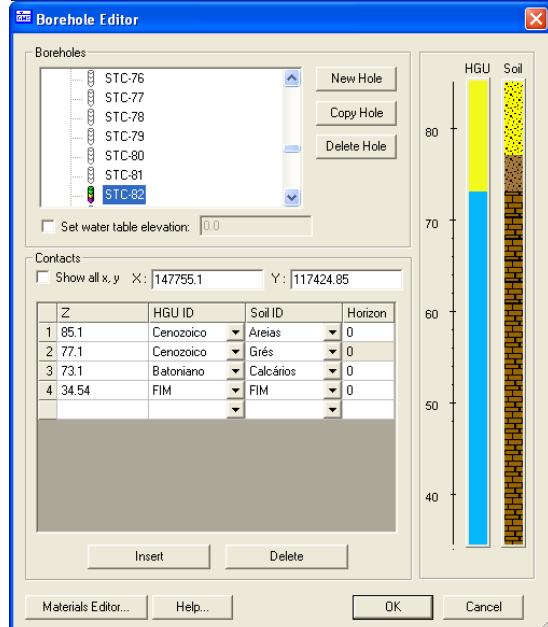 Borehole Editor
Boreholes
STC-76
STC-77
STC-78
STC-79
STC-80
STC-81
STC-82
New Hole
Copy Hole
Delete Hole
Set water table elevation: 0.0
Contacts
Show all x, y X: 147755.1 Y: 117424.85
Z HGU ID Soil ID Horizon
1 85.1 Cenozoico Areias 0
2 77.1 Cenozoico Grés 0
3 73.1 Batoniano Calcários 0
4 34.54 FIM FIM 0
Insert Delete
HGU Soil
80
70
60
50
40
Materials Editor... Help... OK Cancel